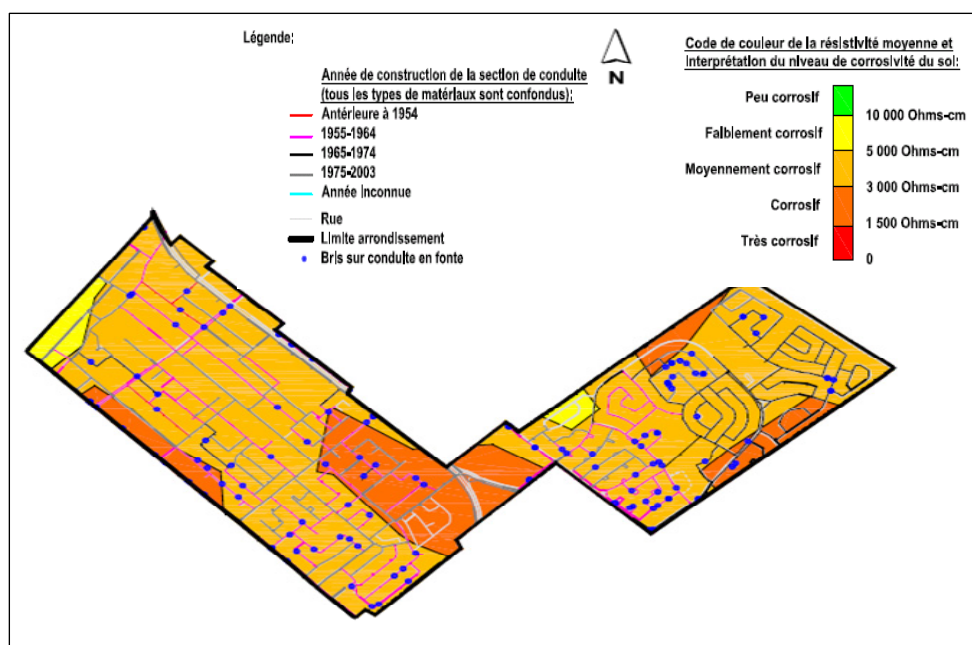 Légende:
Année de construction de la section de conduite
(tous les types de matériaux sont confondus):
Antérieure à 1954
1955-1964
1965-1974
1975-2003
Année Inconnue
Rue
Limite arrondissement
Bris sur conduite en fonte
N
Code de couleur de la résistivité moyenne et
Interprétation du niveau de corrosivité du sol:
Peu corrosif
10 000 Ohms-cm
Faiblement corrosif
5 000 Ohms-cm
Moyennement corrosif
3 000 Ohms-cm
Corrosif
1 500 Ohms-cm
Très corrosif
0